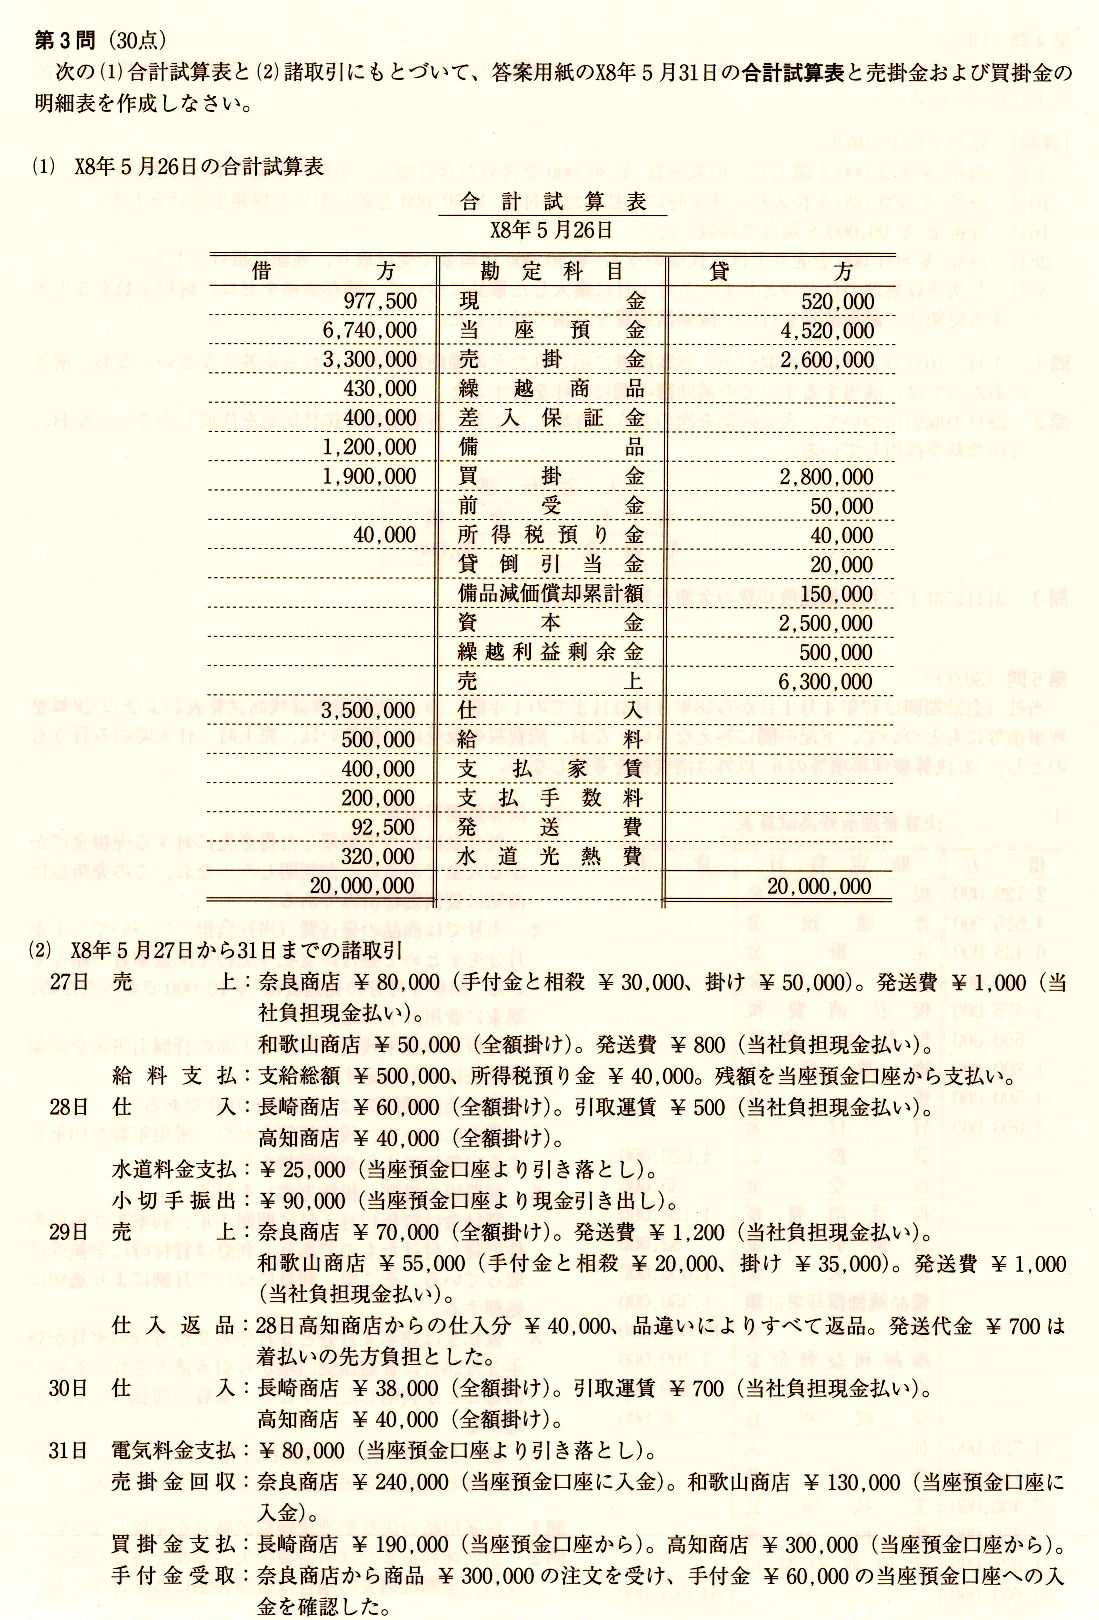 第3問 (30点)
次の(1)合計試算表と(2)諸取引にもとづいて、答案用紙のX8年5月31日の合計試算表と売掛金および買掛金の
明細表を作成しなさい。
(1) X8年5月26日の合計試算表
合計試算表
X8年5月26日
借方 勘定科目 貸方
977,500 現金 520,000
6,740,000 当座預金 4,520,000
3,300,000 売掛金 2,600,000
430,000 繰越商品
400,000 差入保証金
1,200,000 備品
1,900,000 買掛金 2,800,000
前受金 50,000
40,000 所得税預り金 40,000
貸倒引当金 20,000
備品減価償却累計額 150,000
資本金 2,500,000
繰越利益剰余金 500,000
売上 6,300,000
3,500,000 仕入
500,000 給料
400,000 支払家賃
200,000 支払手数料
92,500 発送費
320,000 水道光熱費
20,000,000 20,000,000
(2) X8年5月27日から31日までの諸取引
27日 売上：奈良商店 ￥80,000 (手付金と相殺 ￥30,000、掛け ￥50,000)。発送費 ￥1,000 (当
社負担現金払い)。
和歌山商店 ￥50,000 (全額掛け)。発送費 ￥800 (当社負担現金払い)。
給料支払：支給総額 ￥500,000、所得税預り金 ￥40,000。残額を当座預金口座から支払い。
28日 仕入：長崎商店 ￥60,000 (全額掛け)。引取運賃 ￥500 (当社負担現金払い)。
高知商店 ￥40,000 (全額掛け)。
水道料金支払：￥25,000 (当座預金口座より引き落とし)。
小切手振出：￥90,000 (当座預金口座より現金引き出し)。
29日 売上：奈良商店 ￥70,000 (全額掛け)。発送費 ￥1,200 (当社負担現金払い)。
和歌山商店 ￥55,000 (手付金と相殺 ￥20,000、掛け ￥35,000)。発送費 ￥1,000
(当社負担現金払い)。
仕入返品：28日高知商店からの仕入分 ￥40,000、品違いによりすべて返品。発送代金 ￥700は
着払いの先方負担とした。
30日 仕入：長崎商店 ￥38,000 (全額掛け)。引取運賃 ￥700 (当社負担現金払い)。
高知商店 ￥40,000 (全額掛け)。
31日 電気料金支払：￥80,000 (当座預金口座より引き落とし)。
売掛金回収：奈良商店 ￥240,000 (当座預金口座に入金)。和歌山商店 ￥130,000 (当座預金口座に
入金)。
買掛金支払：長崎商店 ￥190,000 (当座預金口座から)。高知商店 ￥300,000 (当座預金口座から)。
手付金受取：奈良商店から商品 ￥300,000の注文を受け、手付金 ￥60,000の当座預金口座への入
金を確認した。